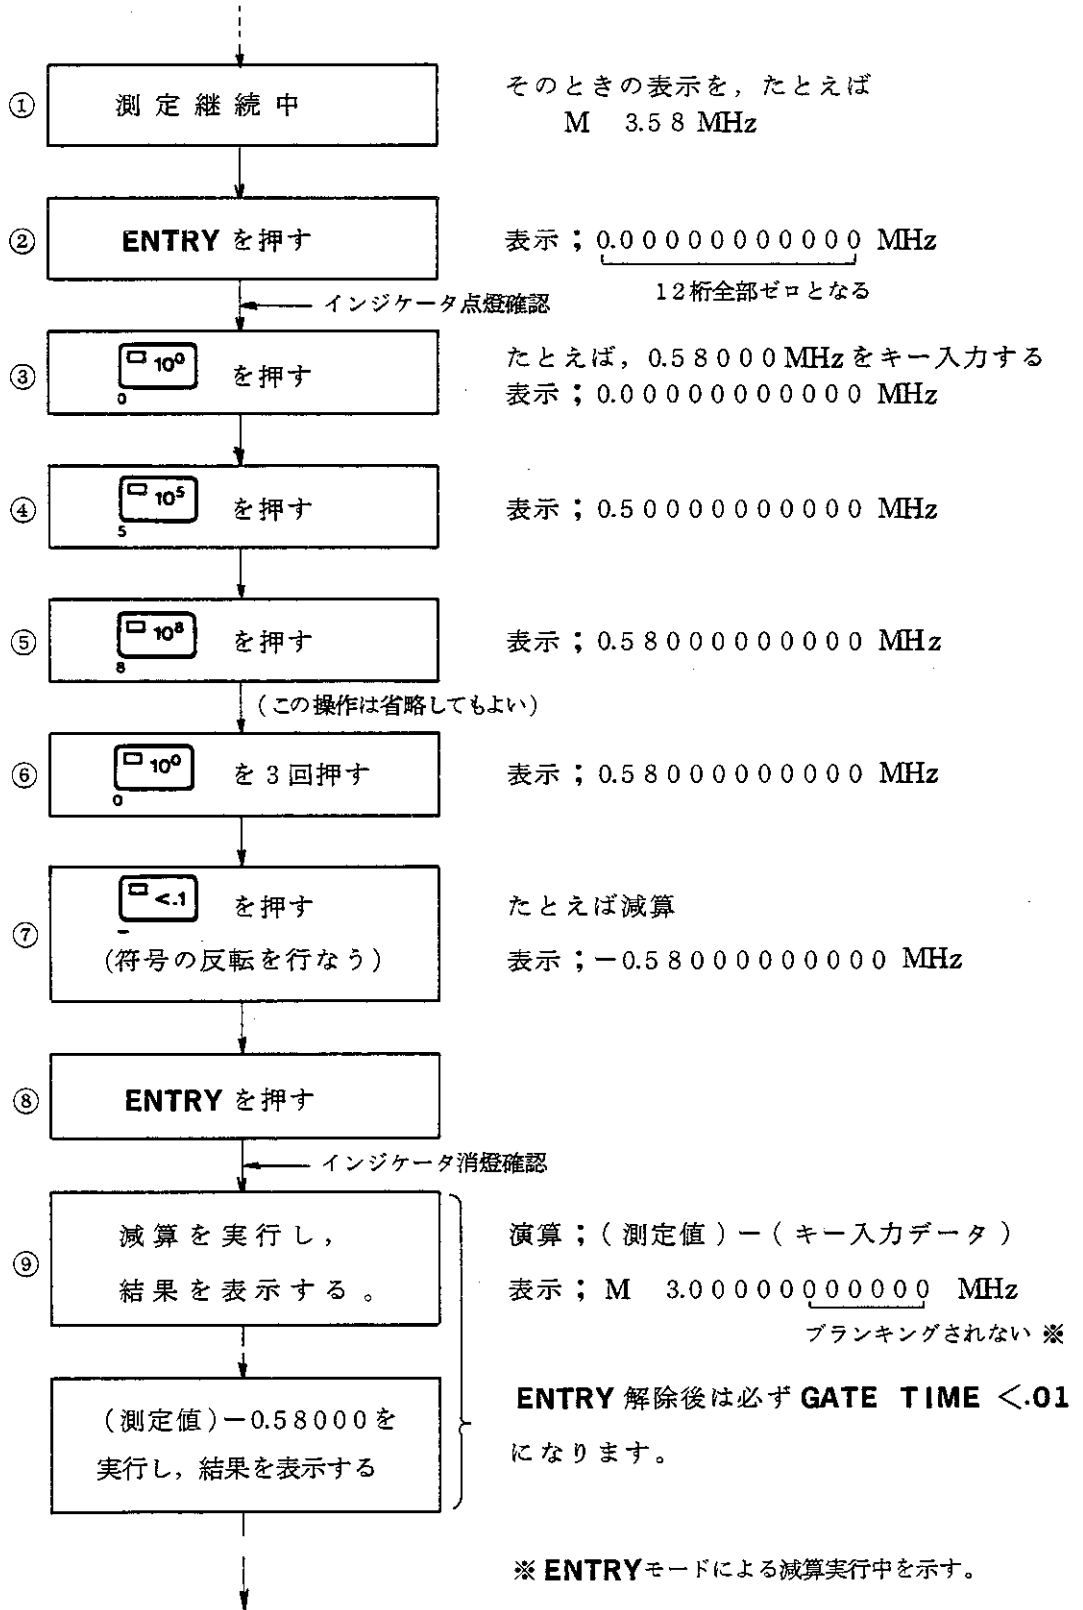 ① 測定継続中
そのときの表示を，たとえば
M 3.58 MHz
② ENTRY を押す
表示；0.00000000000 MHz
12桁全部ゼロとなる
インジケータ点燈確認
③ 10⁰ を押す
0
たとえば，0.58000MHzをキー入力する
表示；0.00000000000 MHz
④ 10⁵ を押す
5
表示；0.50000000000 MHz
⑤ 10⁸ を押す
8
表示；0.58000000000 MHz
（この操作は省略してもよい）
⑥ 10⁰ を3回押す
0
表示；0.58000000000 MHz
⑦ <.1 を押す
−
(符号の反転を行なう)
たとえば減算
表示；−0.58000000000 MHz
⑧ ENTRY を押す
インジケータ消燈確認
⑨ 減算を実行し，
結果を表示する。
演算；(測定値)−(キー入力データ)
表示； M 3.00000000000 MHz
ブランキングされない ※
(測定値)−0.58000を
実行し，結果を表示する
ENTRY 解除後は必ず GATE TIME <.01
になります。
※ ENTRYモードによる減算実行中を示す。